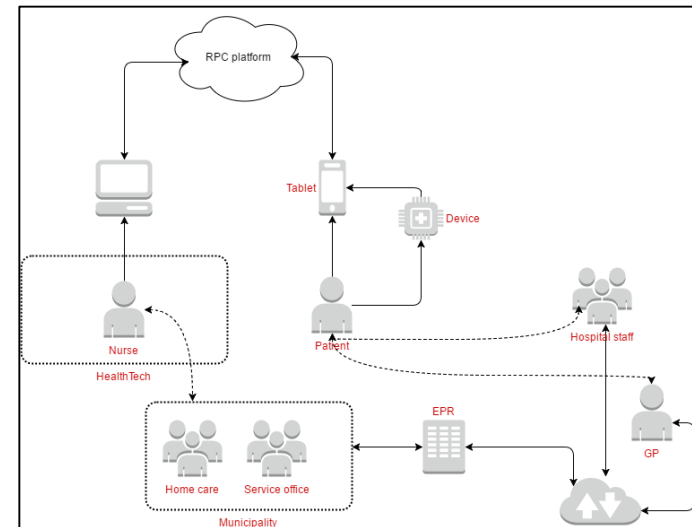 RPC platform
Tablet
Device
Nurse
Patient
Hospital staff
HealthTech
EPR
GP
Home care
Service office
Municipality